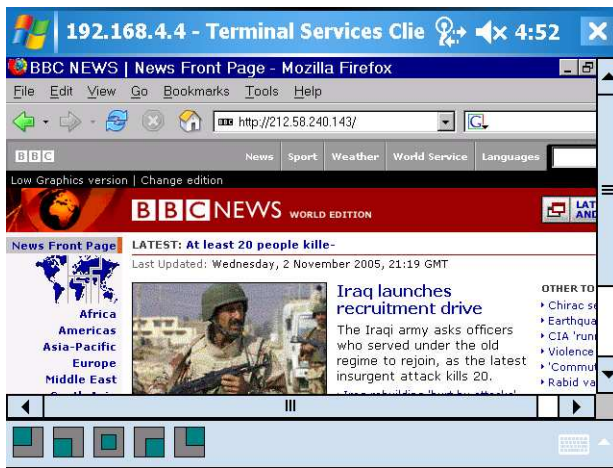 192.168.4.4 - Terminal Services Clie 4:52
BBC NEWS | News Front Page - Mozilla Firefox
File Edit View Go Bookmarks Tools Help
http://212.58.240.143/
BBC News Sport Weather World Service Languages
Low Graphics version | Change edition
BBC NEWS WORLD EDITION
LAT
AND
News Front Page
Africa
Americas
Asia-Pacific
Europe
Middle East
LATEST: At least 20 people kille-
Last Updated: Wednesday, 2 November 2005, 21:19 GMT
Iraq launches
recruitment drive
The Iraqi army asks officers
who served under the old
regime to rejoin, as the latest
insurgent attack kills 20.
OTHER TO
Chirac se
Earthqua
CIA 'run
Violence
'Commut
Rabid va